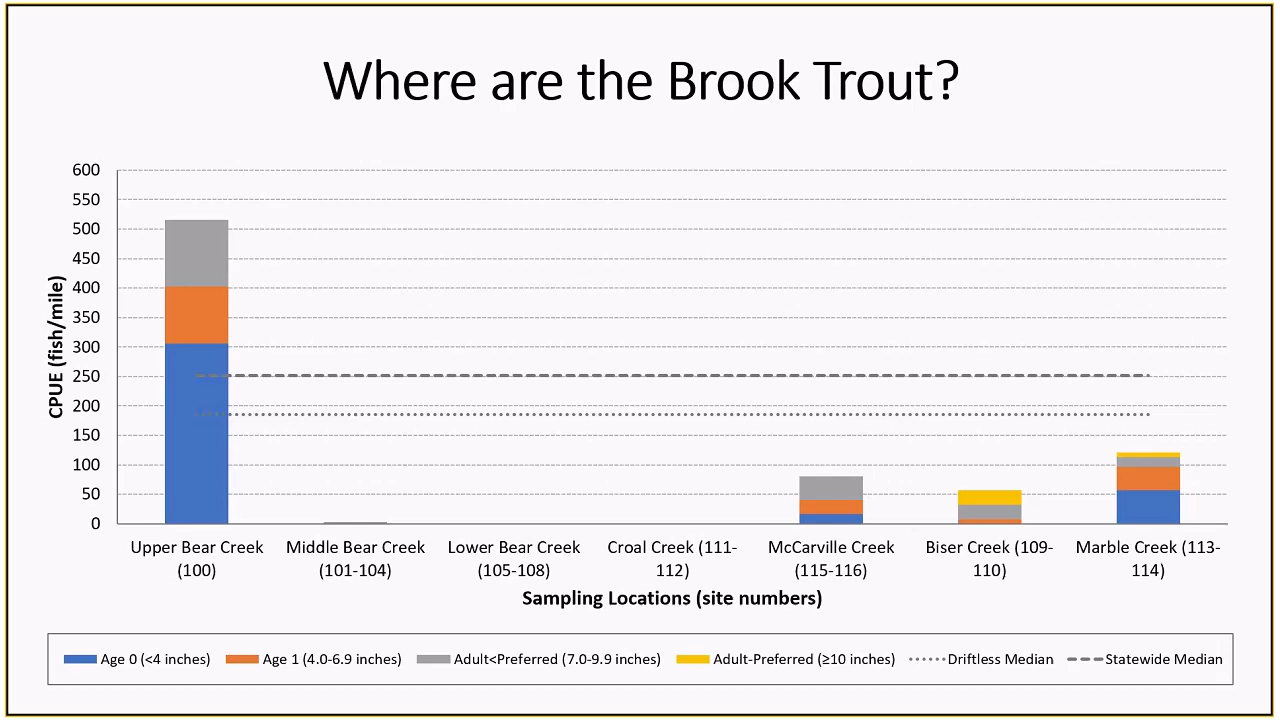 Where are the Brook Trout?
600
550
500
450
400
350
300
250
200
150
100
50
0
CPUE (fish/mile)
Upper Bear Creek
(100)
Middle Bear Creek
(101-104)
Lower Bear Creek
(105-108)
Croal Creek (111-
112)
McCarville Creek
(115-116)
Biser Creek (109-
110)
Marble Creek (113-
114)
Sampling Locations (site numbers)
Age 0 (<4 inches)
Age 1 (4.0-6.9 inches)
Adult<Preferred (7.0-9.9 inches)
Adult-Preferred (≥10 inches)
Driftless Median
Statewide Median